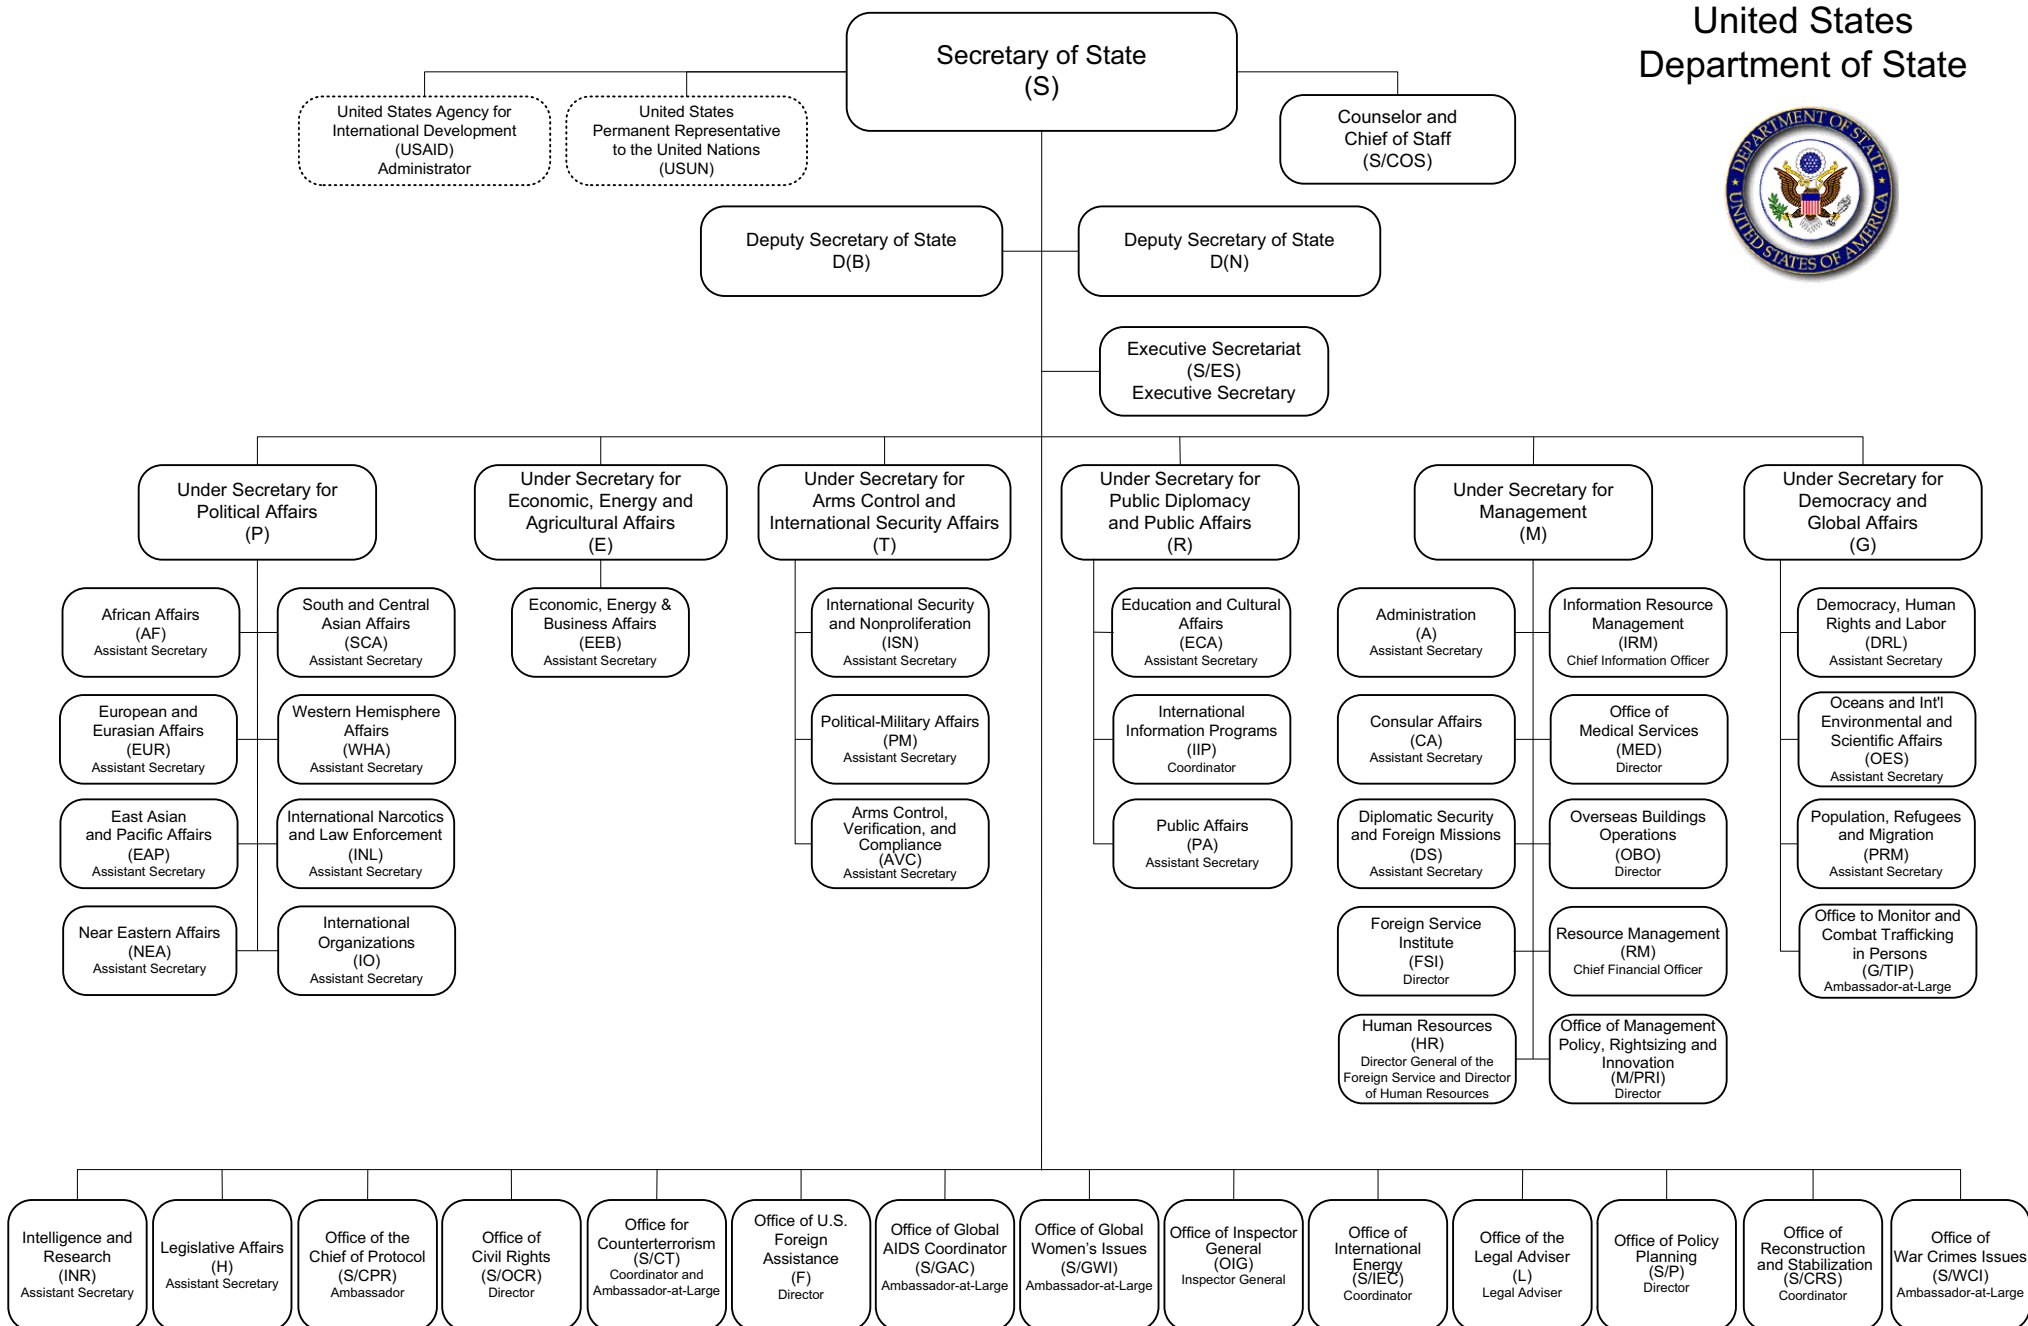 United States
Department of State
DEPARTMENT OF STATE
UNITED STATES OF AMERICA
Secretary of State
(S)
United States Agency for
International Development
(USAID)
Administrator
United States
Permanent Representative
to the United Nations
(USUN)
Counselor and
Chief of Staff
(S/COS)
Deputy Secretary of State
D(B)
Deputy Secretary of State
D(N)
Executive Secretariat
(S/ES)
Executive Secretary
Under Secretary for
Political Affairs
(P)
Under Secretary for
Economic, Energy and
Agricultural Affairs
(E)
Under Secretary for
Arms Control and
International Security Affairs
(T)
Under Secretary for
Public Diplomacy
and Public Affairs
(R)
Under Secretary for
Management
(M)
Under Secretary for
Democracy and
Global Affairs
(G)
African Affairs
(AF)
Assistant Secretary
South and Central
Asian Affairs
(SCA)
Assistant Secretary
Economic, Energy &
Business Affairs
(EEB)
Assistant Secretary
International Security
and Nonproliferation
(ISN)
Assistant Secretary
Education and Cultural
Affairs
(ECA)
Assistant Secretary
Administration
(A)
Assistant Secretary
Information Resource
Management
(IRM)
Chief Information Officer
Democracy, Human
Rights and Labor
(DRL)
Assistant Secretary
European and
Eurasian Affairs
(EUR)
Assistant Secretary
Western Hemisphere
Affairs
(WHA)
Assistant Secretary
Political-Military Affairs
(PM)
Assistant Secretary
International
Information Programs
(IIP)
Coordinator
Consular Affairs
(CA)
Assistant Secretary
Office of
Medical Services
(MED)
Director
Oceans and Int'l
Environmental and
Scientific Affairs
(OES)
Assistant Secretary
East Asian
and Pacific Affairs
(EAP)
Assistant Secretary
International Narcotics
and Law Enforcement
(INL)
Assistant Secretary
Arms Control,
Verification, and
Compliance
(AVC)
Assistant Secretary
Public Affairs
(PA)
Assistant Secretary
Diplomatic Security
and Foreign Missions
(DS)
Assistant Secretary
Overseas Buildings
Operations
(OBO)
Director
Population, Refugees
and Migration
(PRM)
Assistant Secretary
Near Eastern Affairs
(NEA)
Assistant Secretary
International
Organizations
(IO)
Assistant Secretary
Foreign Service
Institute
(FSI)
Director
Resource Management
(RM)
Chief Financial Officer
Office to Monitor and
Combat Trafficking
in Persons
(G/TIP)
Ambassador-at-Large
Human Resources
(HR)
Director General of the
Foreign Service and Director
of Human Resources
Office of Management
Policy, Rightsizing and
Innovation
(M/PRI)
Director
Intelligence and
Research
(INR)
Assistant Secretary
Legislative Affairs
(H)
Assistant Secretary
Office of the
Chief of Protocol
(S/CPR)
Ambassador
Office of
Civil Rights
(S/OCR)
Director
Office for
Counterterrorism
(S/CT)
Coordinator and
Ambassador-at-Large
Office of U.S.
Foreign
Assistance
(F)
Director
Office of Global
AIDS Coordinator
(S/GAC)
Ambassador-at-Large
Office of Global
Women's Issues
(S/GWI)
Ambassador-at-Large
Office of Inspector
General
(OIG)
Inspector General
Office of
International
Energy
(S/IEC)
Coordinator
Office of the
Legal Adviser
(L)
Legal Adviser
Office of Policy
Planning
(S/P)
Director
Office of
Reconstruction
and Stabilization
(S/CRS)
Coordinator
Office of
War Crimes Issues
(S/WCI)
Ambassador-at-Large